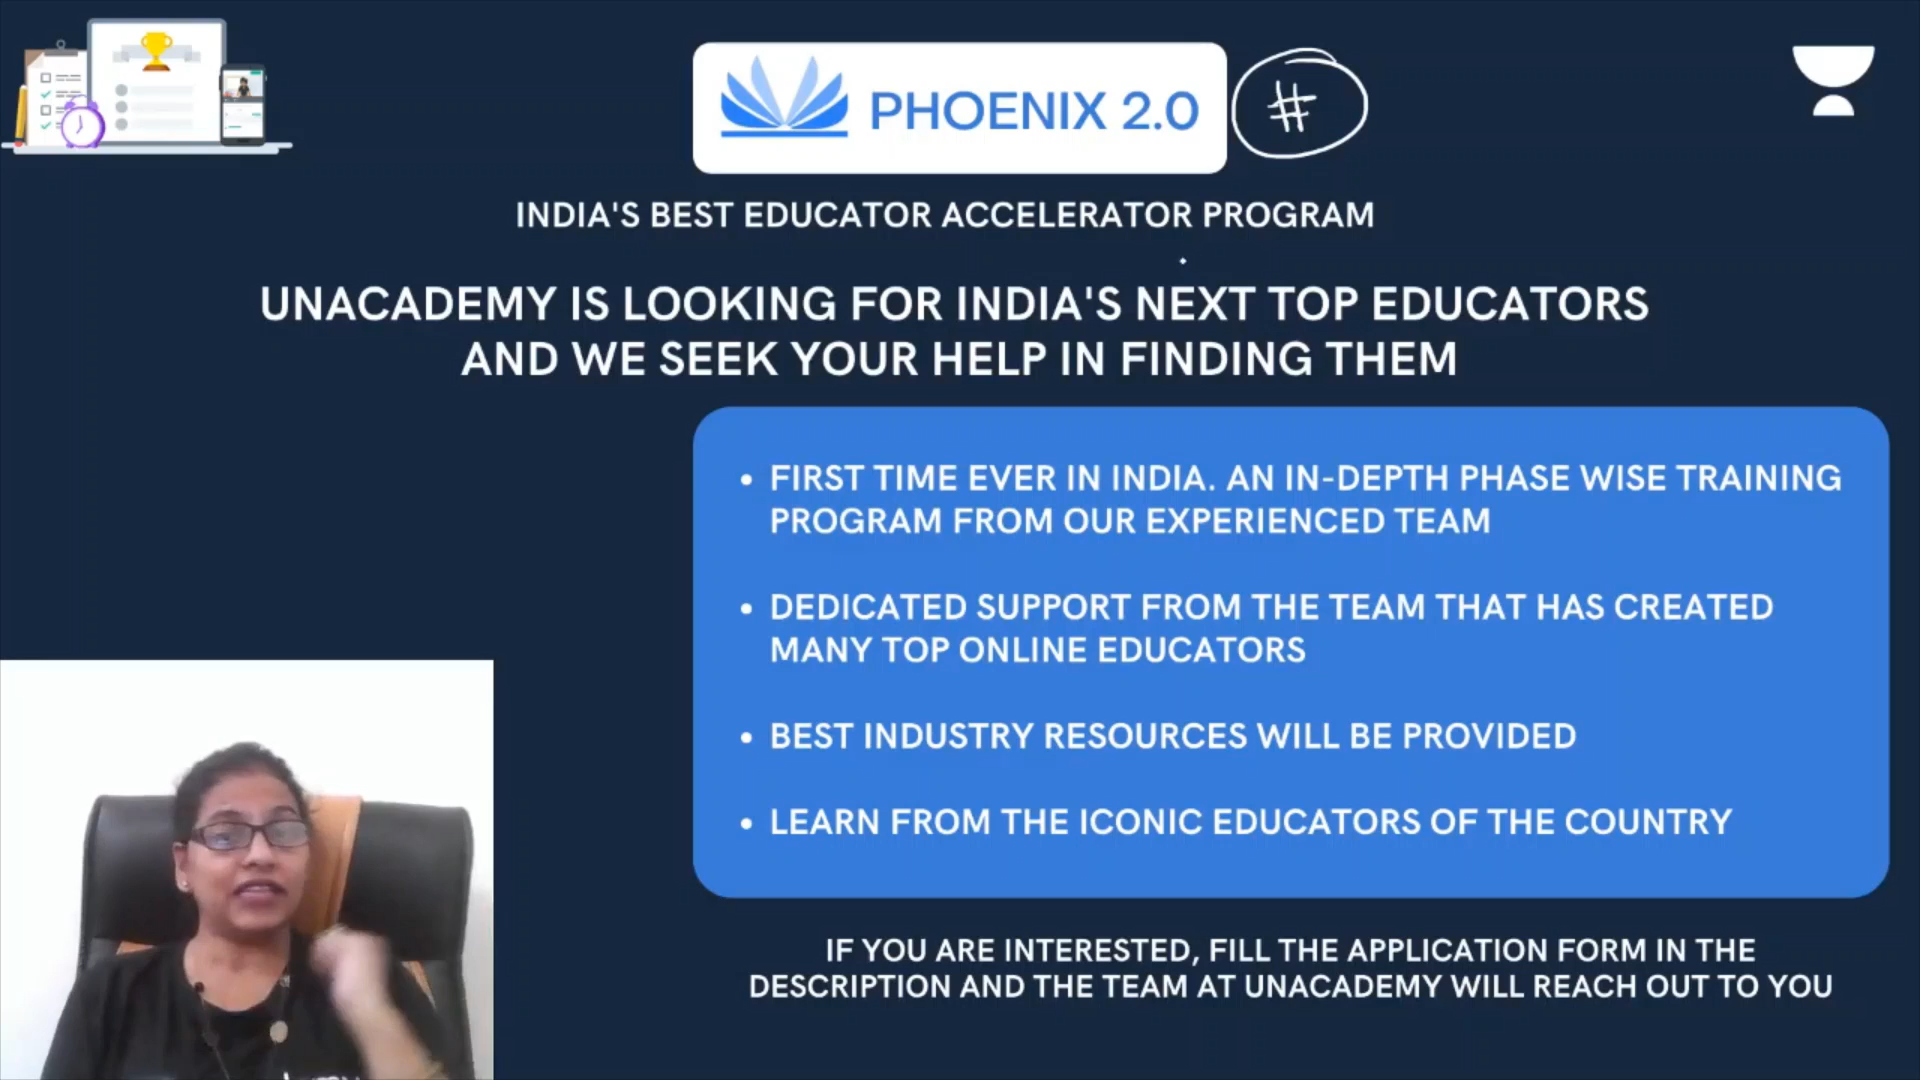 PHOENIX 2.0
#
INDIA'S BEST EDUCATOR ACCELERATOR PROGRAM
UNACADEMY IS LOOKING FOR INDIA'S NEXT TOP EDUCATORS
AND WE SEEK YOUR HELP IN FINDING THEM
• FIRST TIME EVER IN INDIA. AN IN-DEPTH PHASE WISE TRAINING
PROGRAM FROM OUR EXPERIENCED TEAM
• DEDICATED SUPPORT FROM THE TEAM THAT HAS CREATED
MANY TOP ONLINE EDUCATORS
• BEST INDUSTRY RESOURCES WILL BE PROVIDED
• LEARN FROM THE ICONIC EDUCATORS OF THE COUNTRY
IF YOU ARE INTERESTED, FILL THE APPLICATION FORM IN THE
DESCRIPTION AND THE TEAM AT UNACADEMY WILL REACH OUT TO YOU